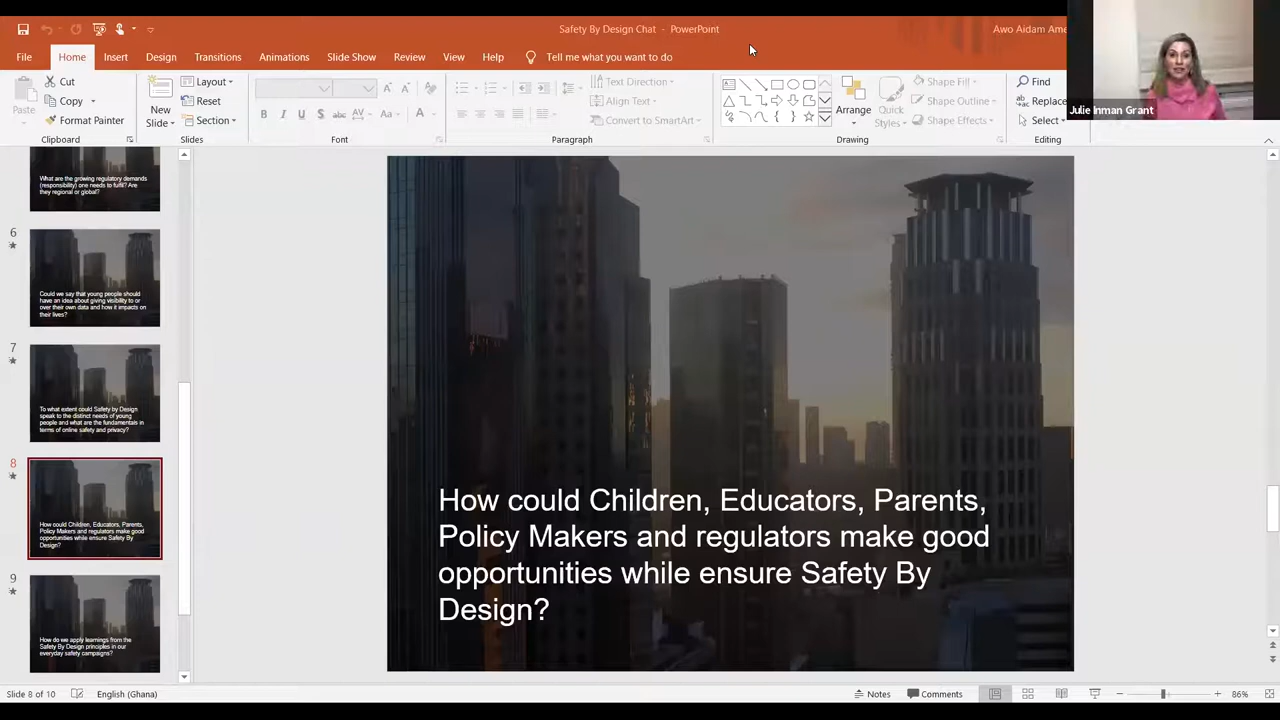 Safety By Design Chat - PowerPoint
Awo Aidam Ame
File Home Insert Design Transitions Animations Slide Show Review View Help Tell me what you want to do
Paste
Cut
Copy
Format Painter
Clipboard
New
Slide
Layout
Reset
Section
Slides
Font
Text Direction
Align Text
Convert to SmartArt
Paragraph
Arrange
Quick
Styles
Shape Fill
Shape Outline
Shape Effects
Drawing
Find
Replace
Select
Editing
Julie Inman Grant
What are the growing regulatory demands
(responsibility) one needs to fulfil? Are
they regional or global?
6
Could we say that young people should
have an idea about giving visibility to or
over their own data and how it impacts on
their lives?
7
To what extent could Safety by Design
speak to the distinct needs of young
people and what are the fundamentals in
terms of online safety and privacy?
8
How could Children, Educators, Parents,
Policy Makers and regulators make good
opportunities while ensure Safety By
Design?
9
How do we apply learnings from the
Safety By Design principles in our
everyday safety campaigns?
How could Children, Educators, Parents,
Policy Makers and regulators make good
opportunities while ensure Safety By
Design?
Slide 8 of 10 English (Ghana) Notes Comments 86%